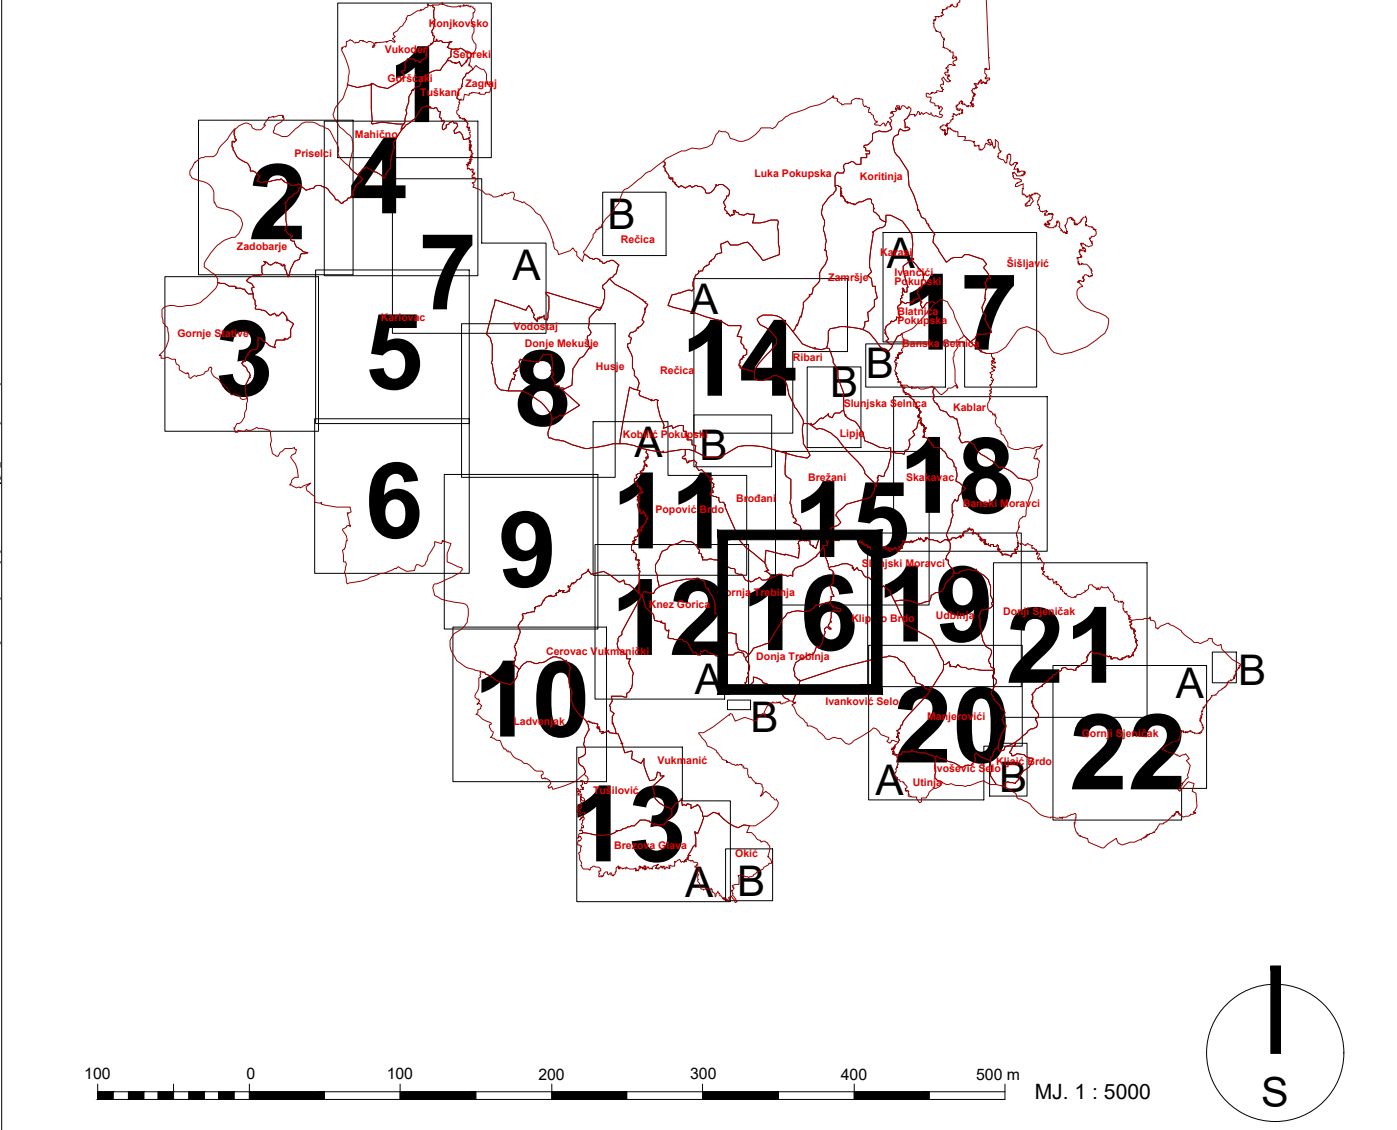 Konjkovsko
Vukoder
Šebreki
Gorščaki
Zagraj
Tuškani
1
Mahično
Priselci
4
2
Zadobarje
Luka Pokupska
Koritinja
B
Rečica
7
A
Karasi
A
Šišljavić
Ivančići
Pokupski
Zamršje
17
Blatnica
Pokupska
Banska Selnica
A
14
Karlovac
5
Gornje Stative
3
Vodostaj
Donje Mekušje
8
Husje
Rečica
Ribari
B
B
Slunjska Selnica
Kablar
Kobilić Pokupski
A
B
Lipje
18
Skakavac
Banski Moravci
6
9
11
Popović Brdo
Brođani
Brežani
15
Slunjski Moravci
12
Knez Gorica
Gornja Trebinja
16
Klipino Brdo
19
Udbinja
Donji Sjeničak
21
Cerovac Vukmanički
Donja Trebinja
A
B
A
B
10
Ladvenjak
Ivanković Selo
20
Manjerovići
22
Gornji Sjeničak
Vukmanić
Ivošević Selo
Kljaić Brdo
A
Utinja
B
Tušilović
13
Brezova Glava
Okić
A
B
100 0 100 200 300 400 500 m
MJ. 1 : 5000
S